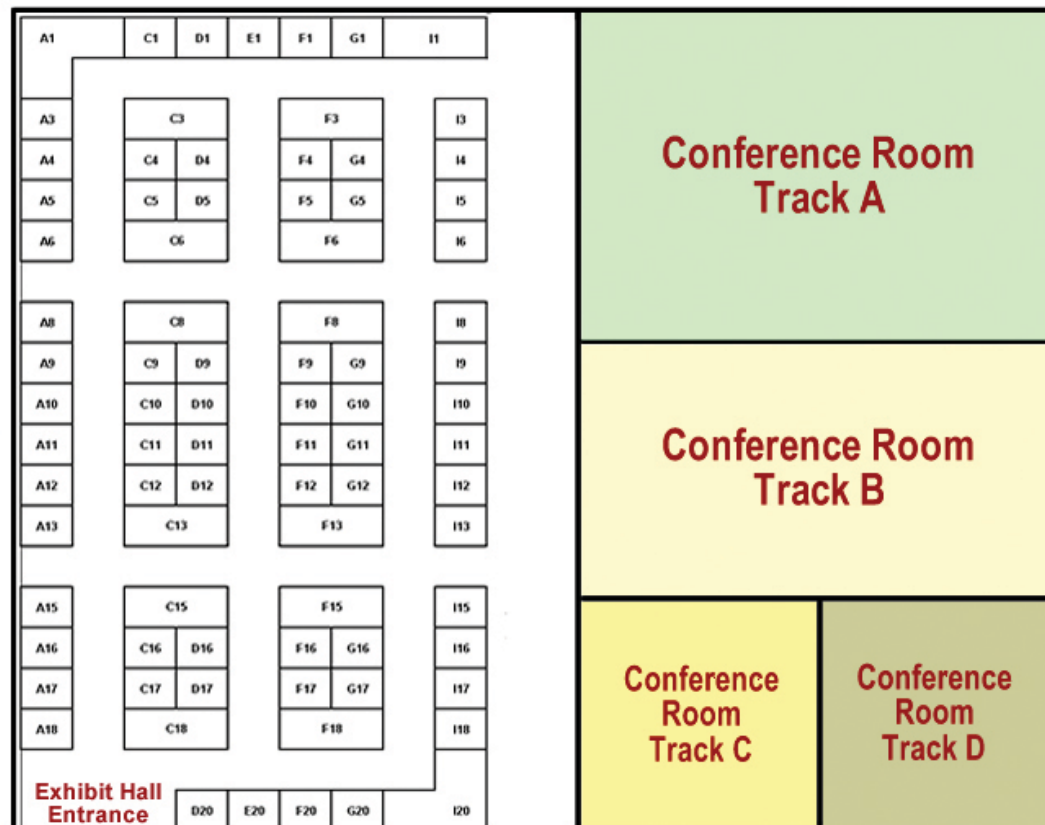 A1 C1 D1 E1 F1 G1 I1
A3 C3 F3 I3
A4 C4 D4 F4 G4 I4
A5 C5 D5 F5 G5 I5
A6 C6 F6 I6
A8 C8 F8 I8
A9 C9 D9 F9 G9 I9
A10 C10 D10 F10 G10 I10
A11 C11 D11 F11 G11 I11
A12 C12 D12 F12 G12 I12
A13 C13 F13 I13
A15 C15 F15 I15
A16 C16 D16 F16 G16 I16
A17 C17 D17 F17 G17 I17
A18 C18 F18 I18
Exhibit Hall
Entrance
D20 E20 F20 G20 I20
Conference Room
Track A
Conference Room
Track B
Conference
Room
Track C
Conference
Room
Track D